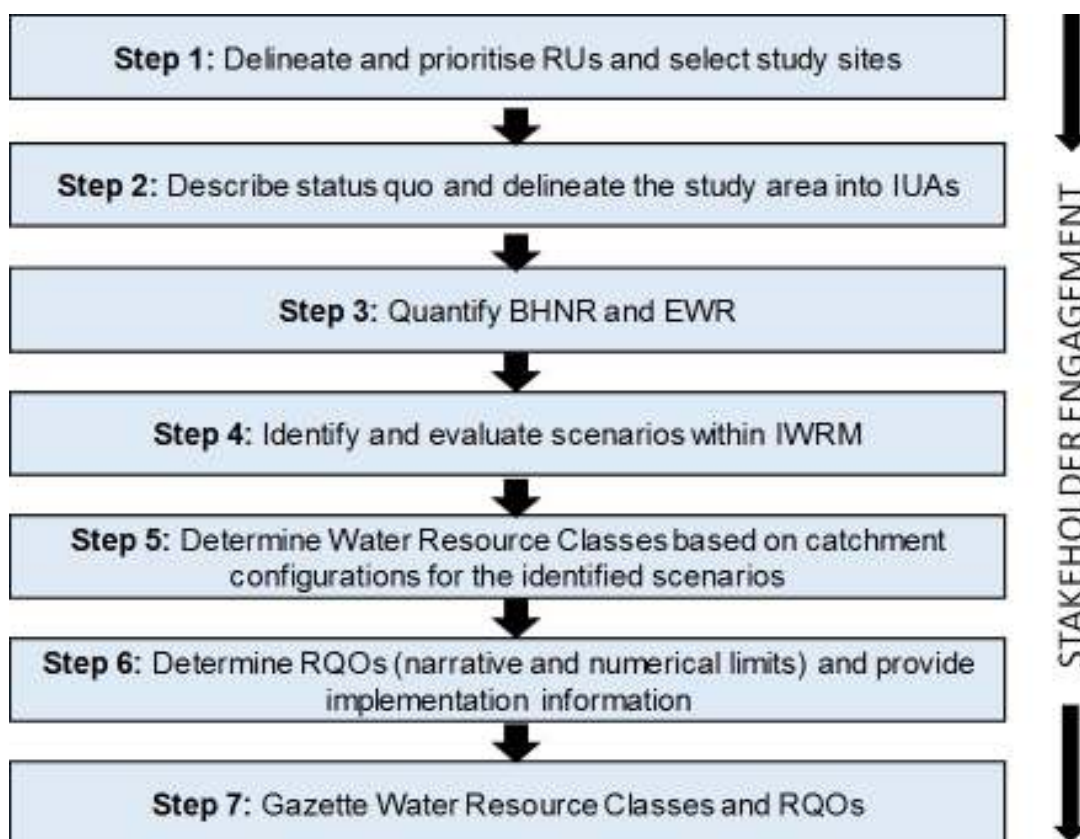 Step 1: Delineate and prioritise RUs and select study sites
Step 2: Describe status quo and delineate the study area into IUAs
Step 3: Quantify BHNR and EWR
Step 4: Identify and evaluate scenarios within IWRM
Step 5: Determine Water Resource Classes based on catchment
configurations for the identified scenarios
Step 6: Determine RQOs (narrative and numerical limits) and provide
implementation information
Step 7: Gazette Water Resource Classes and RQOs
STAKEHOLDER ENGAGEMENT